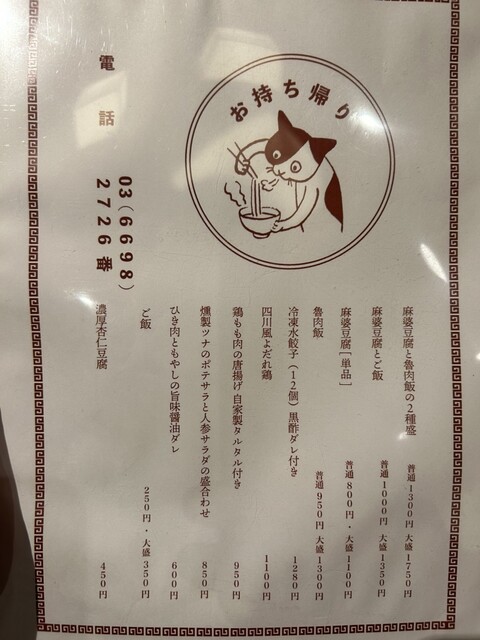 お持ち帰り
電話 03(6698)2726番
麻婆豆腐と魯肉飯の2種盛 普通1300円 大盛1750円
麻婆豆腐とご飯 普通1000円 大盛1350円
麻婆豆腐[単品] 普通800円・大盛1100円
魯肉飯 普通950円 大盛1300円
冷凍水餃子(12個)黒酢ダレ付き 1280円
四川風よだれ鶏 1100円
鶏もも肉の唐揚げ自家製タルタル付き 950円
燻製ツナのポテサラと人参サラダの盛合わせ 850円
ひき肉ともやしの旨味醤油ダレ 600円
ご飯 250円・大盛350円
濃厚杏仁豆腐 450円